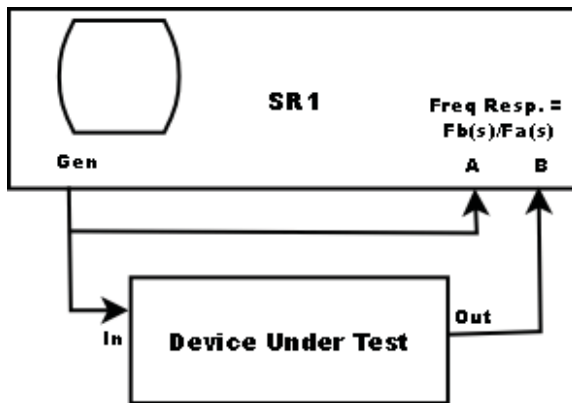 SR1
Freq Resp. =
Fb(s)/Fa(s)
Gen
A
B
In
Device Under Test
Out